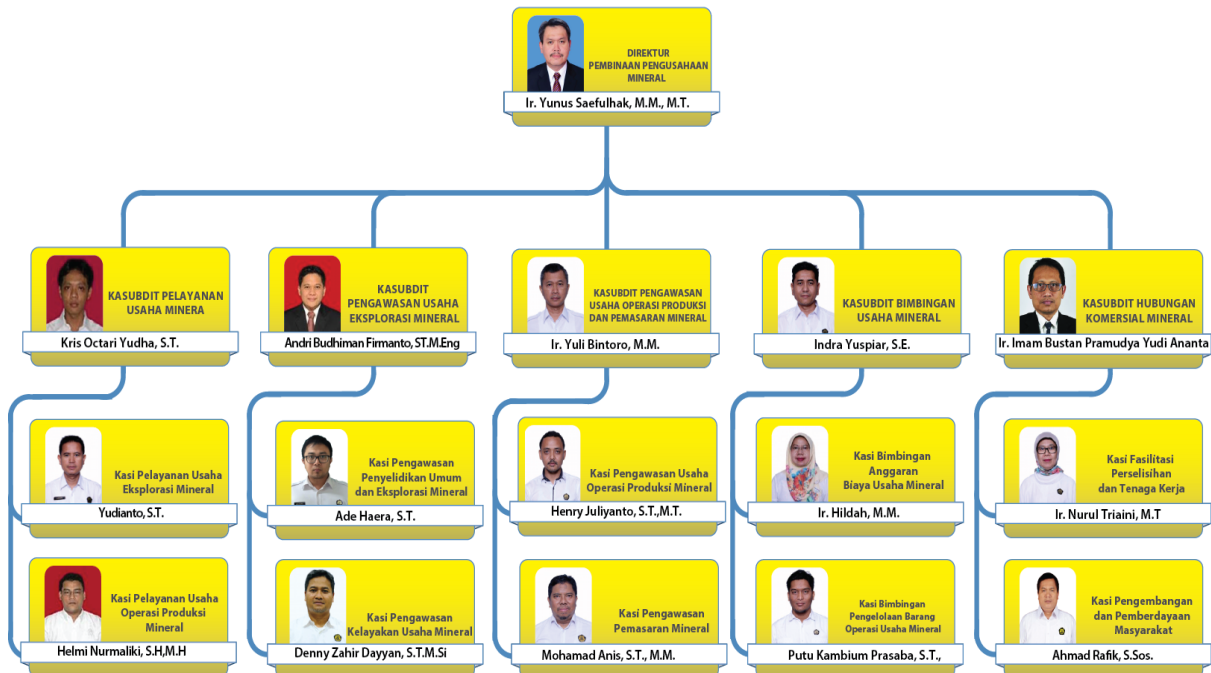 DIREKTUR
PEMBINAAN PENGUSAHAAN
MINERAL
Ir. Yunus Saefulhak, M.M., M.T.
KASUBDIT PELAYANAN
USAHA MINERA
Kris Octari Yudha, S.T.
KASUBDIT
PENGAWASAN USAHA
EKSPLORASI MINERAL
Andri Budhiman Firmanto, ST.M.Eng
KASUBDIT PENGAWASAN
USAHA OPERASI PRODUKSI
DAN PEMASARAN MINERAL
Ir. Yuli Bintoro, M.M.
KASUBDIT BIMBINGAN
USAHA MINERAL
Indra Yuspiar, S.E.
KASUBDIT HUBUNGAN
KOMERSIAL MINERAL
Ir. Imam Bustan Pramudya Yudi Ananta
Kasi Pelayanan Usaha
Eksplorasi Mineral
Yudianto, S.T.
Kasi Pengawasan
Penyelidikan Umum
dan Eksplorasi Mineral
Ade Haera, S.T.
Kasi Pengawasan Usaha
Operasi Produksi Mineral
Henry Juliyanto, S.T.,M.T.
Kasi Bimbingan
Anggaran
Biaya Usaha Mineral
Ir. Hildah, M.M.
Kasi Fasilitasi
Perselisihan
dan Tenaga Kerja
Ir. Nurul Triaini, M.T
Kasi Pelayanan Usaha
Operasi Produksi
Mineral
Helmi Nurmaliki, S.H,M.H
Kasi Pengawasan
Kelayakan Usaha Mineral
Denny Zahir Dayyan, S.T.M.Si
Kasi Pengawasan
Pemasaran Mineral
Mohamad Anis, S.T., M.M.
Kasi Bimbingan
Pengelolaan Barang
Operasi Usaha Mineral
Putu Kambium Prasaba, S.T.,
Kasi Pengembangan
dan Pemberdayaan
Masyarakat
Ahmad Rafik, S.Sos.